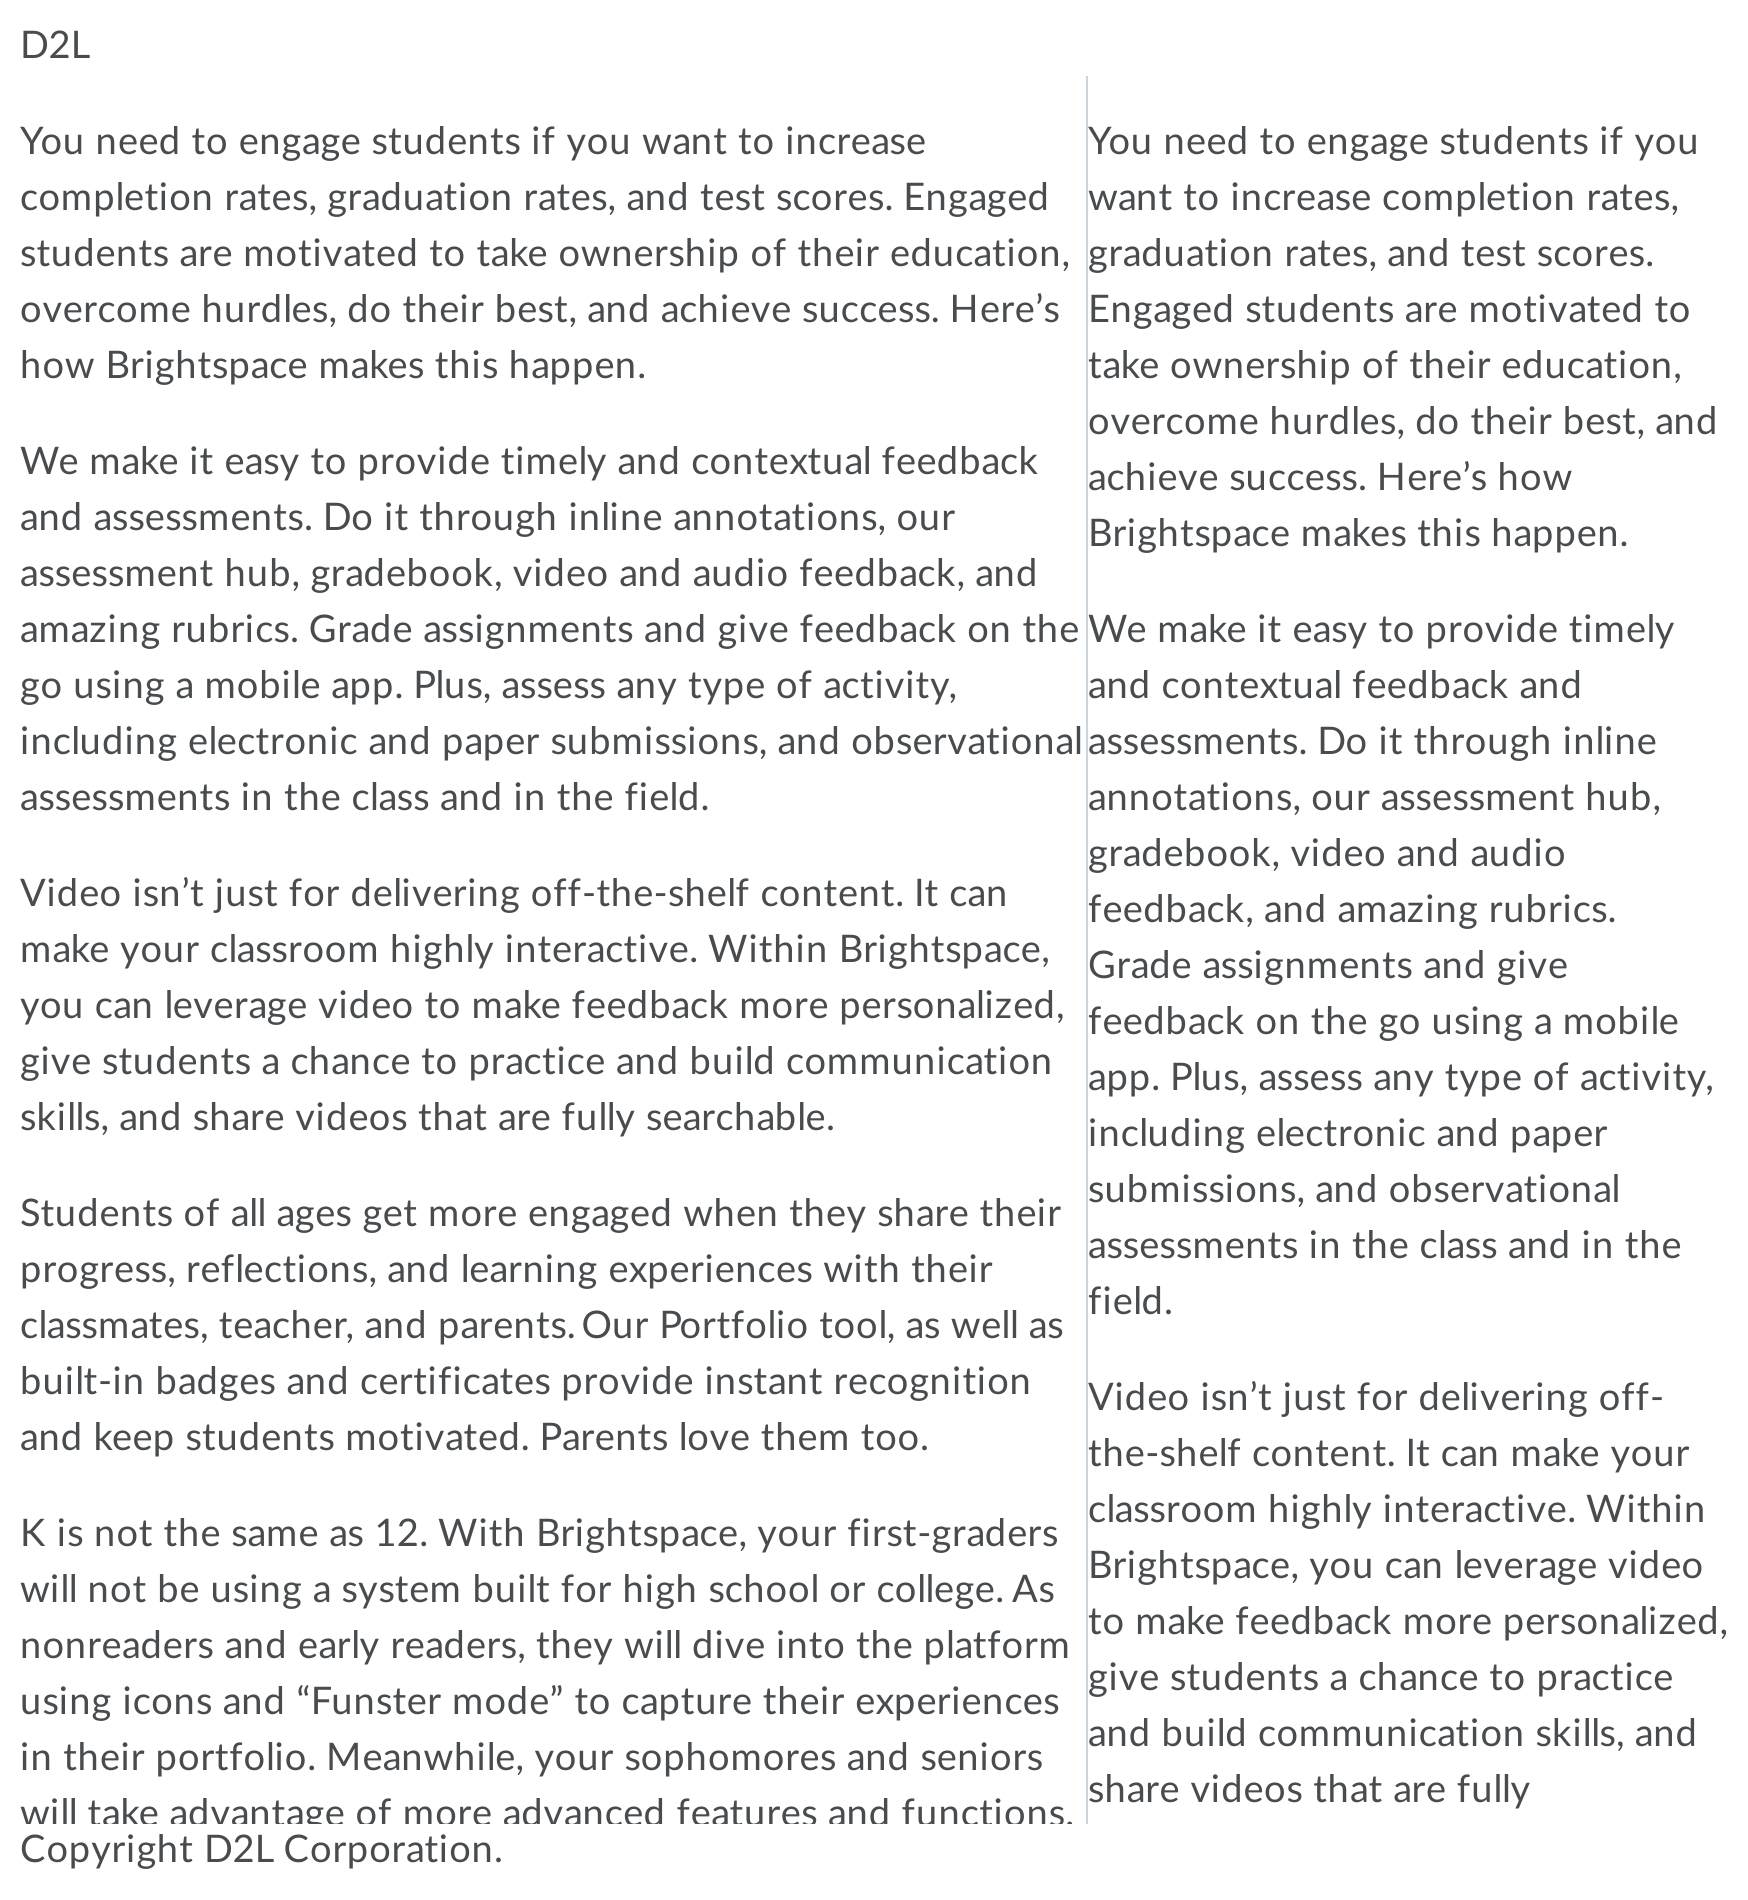 D2L
You need to engage students if you want to increase
completion rates, graduation rates, and test scores. Engaged
students are motivated to take ownership of their education,
overcome hurdles, do their best, and achieve success. Here’s
how Brightspace makes this happen.
We make it easy to provide timely and contextual feedback
and assessments. Do it through inline annotations, our
assessment hub, gradebook, video and audio feedback, and
amazing rubrics. Grade assignments and give feedback on the
go using a mobile app. Plus, assess any type of activity,
including electronic and paper submissions, and observational
assessments in the class and in the field.
Video isn’t just for delivering off-the-shelf content. It can
make your classroom highly interactive. Within Brightspace,
you can leverage video to make feedback more personalized,
give students a chance to practice and build communication
skills, and share videos that are fully searchable.
Students of all ages get more engaged when they share their
progress, reflections, and learning experiences with their
classmates, teacher, and parents. Our Portfolio tool, as well as
built-in badges and certificates provide instant recognition
and keep students motivated. Parents love them too.
K is not the same as 12. With Brightspace, your first-graders
will not be using a system built for high school or college. As
nonreaders and early readers, they will dive into the platform
using icons and “Funster mode” to capture their experiences
in their portfolio. Meanwhile, your sophomores and seniors
will take advantage of more advanced features and functions.
You need to engage students if you
want to increase completion rates,
graduation rates, and test scores.
Engaged students are motivated to
take ownership of their education,
overcome hurdles, do their best, and
achieve success. Here’s how
Brightspace makes this happen.
We make it easy to provide timely
and contextual feedback and
assessments. Do it through inline
annotations, our assessment hub,
gradebook, video and audio
feedback, and amazing rubrics.
Grade assignments and give
feedback on the go using a mobile
app. Plus, assess any type of activity,
including electronic and paper
submissions, and observational
assessments in the class and in the
field.
Video isn’t just for delivering off-
the-shelf content. It can make your
classroom highly interactive. Within
Brightspace, you can leverage video
to make feedback more personalized,
give students a chance to practice
and build communication skills, and
share videos that are fully
Copyright D2L Corporation.